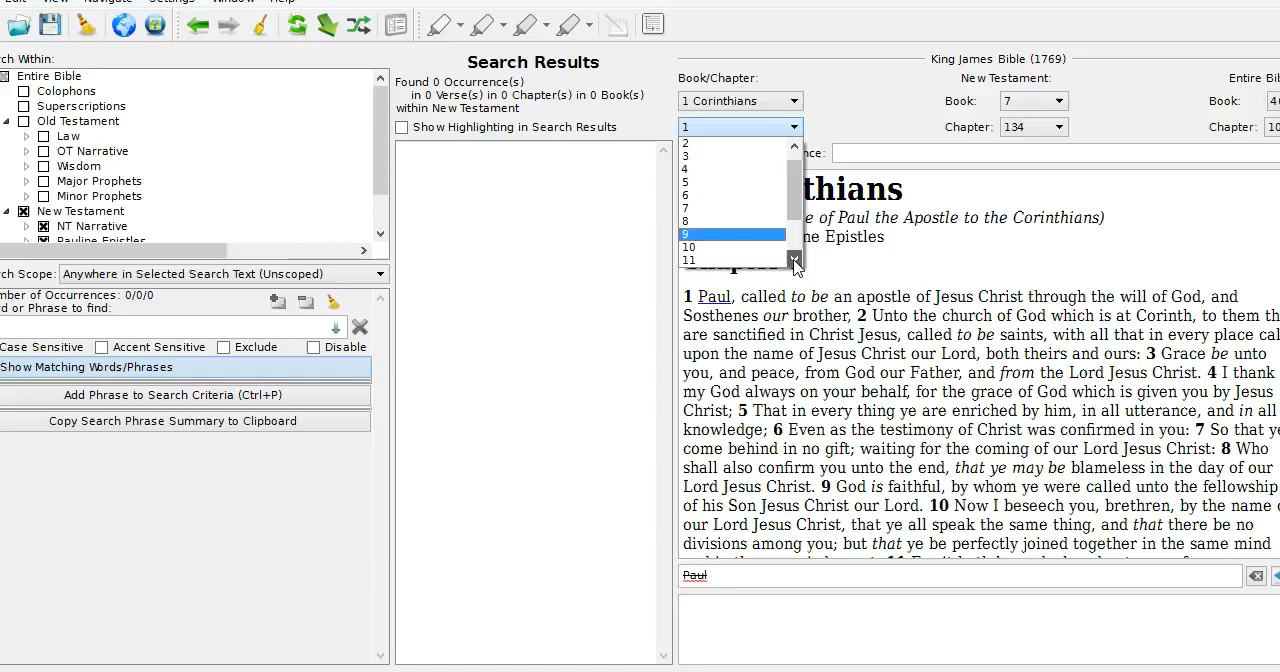 Edit View Navigate Settings Window Help
rch Within:
Entire Bible
Colophons
Superscriptions
Old Testament
Law
OT Narrative
Wisdom
Major Prophets
Minor Prophets
New Testament
NT Narrative
Pauline Epistles
rch Scope: Anywhere in Selected Search Text (Unscoped)
mber of Occurrences: 0/0/0
rd or Phrase to find:
Case Sensitive Accent Sensitive Exclude Disable
Show Matching Words/Phrases
Add Phrase to Search Criteria (Ctrl+P)
Copy Search Phrase Summary to Clipboard
Search Results
Found 0 Occurrence(s)
in 0 Verse(s) in 0 Chapter(s) in 0 Book(s)
within New Testament
Show Highlighting in Search Results
King James Bible (1769)
Book/Chapter: New Testament: Entire Bib
1 Corinthians Book: 7 Book: 4
1 Chapter: 134 Chapter: 10
2
3
4
5
6
7
8
9
10
11
nce:
thians
e of Paul the Apostle to the Corinthians)
ne Epistles
1 Paul, called to be an apostle of Jesus Christ through the will of God, and
Sosthenes our brother, 2 Unto the church of God which is at Corinth, to them th
are sanctified in Christ Jesus, called to be saints, with all that in every place cal
upon the name of Jesus Christ our Lord, both theirs and ours: 3 Grace be unto
you, and peace, from God our Father, and from the Lord Jesus Christ. 4 I thank
my God always on your behalf, for the grace of God which is given you by Jesus
Christ; 5 That in every thing ye are enriched by him, in all utterance, and in all
knowledge; 6 Even as the testimony of Christ was confirmed in you: 7 So that ye
come behind in no gift; waiting for the coming of our Lord Jesus Christ: 8 Who
shall also confirm you unto the end, that ye may be blameless in the day of our
Lord Jesus Christ. 9 God is faithful, by whom ye were called unto the fellowship
of his Son Jesus Christ our Lord. 10 Now I beseech you, brethren, by the name o
our Lord Jesus Christ, that ye all speak the same thing, and that there be no
divisions among you; but that ye be perfectly joined together in the same mind
Paul